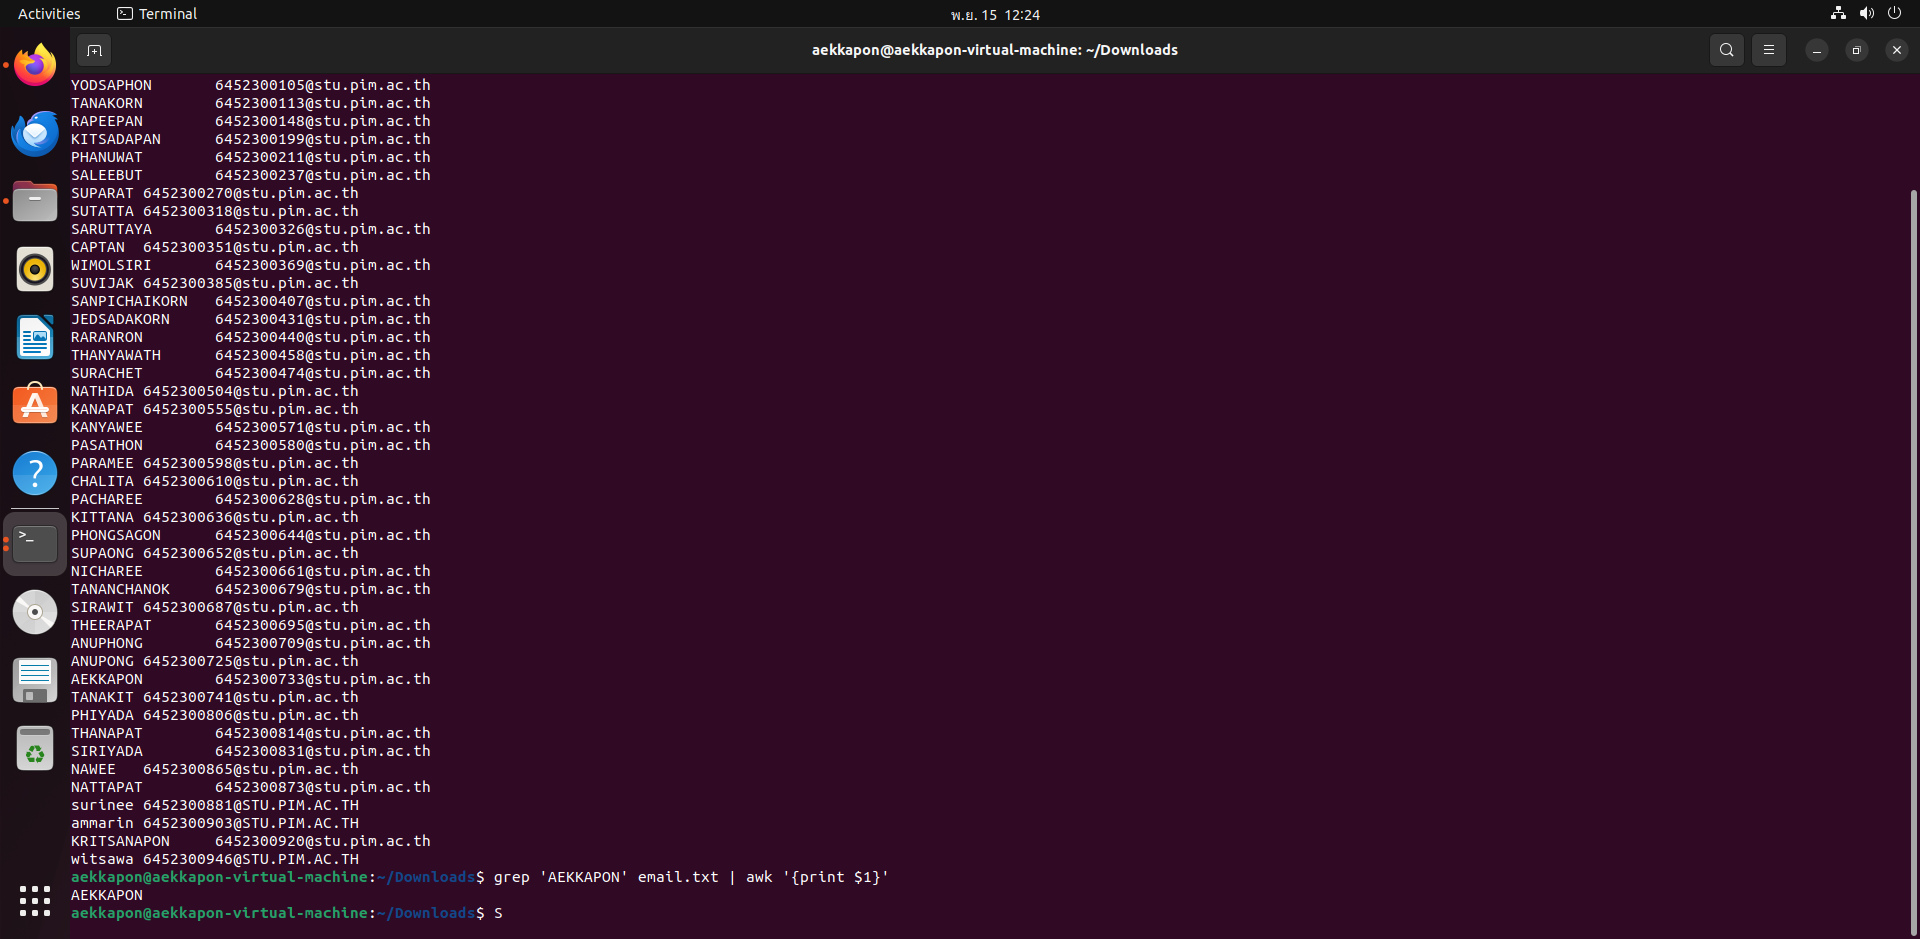 Activities
Terminal
พ.ย. 15 12:24
aekkapon@aekkapon-virtual-machine: ~/Downloads
YODSAPHON 6452300105@stu.pim.ac.th
TANAKORN 6452300113@stu.pim.ac.th
RAPEEPAN 6452300148@stu.pim.ac.th
KITSADAPAN 6452300199@stu.pim.ac.th
PHANUWAT 6452300211@stu.pim.ac.th
SALEEBUT 6452300237@stu.pim.ac.th
SUPARAT 6452300270@stu.pim.ac.th
SUTATTA 6452300318@stu.pim.ac.th
SARUTTAYA 6452300326@stu.pim.ac.th
CAPTAN 6452300351@stu.pim.ac.th
WIMOLSIRI 6452300369@stu.pim.ac.th
SUVIJAK 6452300385@stu.pim.ac.th
SANPICHAIKORN 6452300407@stu.pim.ac.th
JEDSADAKORN 6452300431@stu.pim.ac.th
RARANRON 6452300440@stu.pim.ac.th
THANYAWATH 6452300458@stu.pim.ac.th
SURACHET 6452300474@stu.pim.ac.th
NATHIDA 6452300504@stu.pim.ac.th
KANAPAT 6452300555@stu.pim.ac.th
KANYAWEE 6452300571@stu.pim.ac.th
PASATHON 6452300580@stu.pim.ac.th
PARAMEE 6452300598@stu.pim.ac.th
CHALITA 6452300610@stu.pim.ac.th
PACHAREE 6452300628@stu.pim.ac.th
KITTANA 6452300636@stu.pim.ac.th
PHONGSAGON 6452300644@stu.pim.ac.th
SUPAONG 6452300652@stu.pim.ac.th
NICHAREE 6452300661@stu.pim.ac.th
TANANCHANOK 6452300679@stu.pim.ac.th
SIRAWIT 6452300687@stu.pim.ac.th
THEERAPAT 6452300695@stu.pim.ac.th
ANUPHONG 6452300709@stu.pim.ac.th
ANUPONG 6452300725@stu.pim.ac.th
AEKKAPON 6452300733@stu.pim.ac.th
TANAKIT 6452300741@stu.pim.ac.th
PHIYADA 6452300806@stu.pim.ac.th
THANAPAT 6452300814@stu.pim.ac.th
SIRIYADA 6452300831@stu.pim.ac.th
NAWEE 6452300865@stu.pim.ac.th
NATTAPAT 6452300873@stu.pim.ac.th
surinee 6452300881@STU.PIM.AC.TH
ammarin 6452300903@STU.PIM.AC.TH
KRITSANAPON 6452300920@stu.pim.ac.th
witsawa 6452300946@STU.PIM.AC.TH
aekkapon@aekkapon-virtual-machine:~/Downloads$ grep 'AEKKAPON' email.txt | awk '{print $1}'
AEKKAPON
aekkapon@aekkapon-virtual-machine:~/Downloads$ S